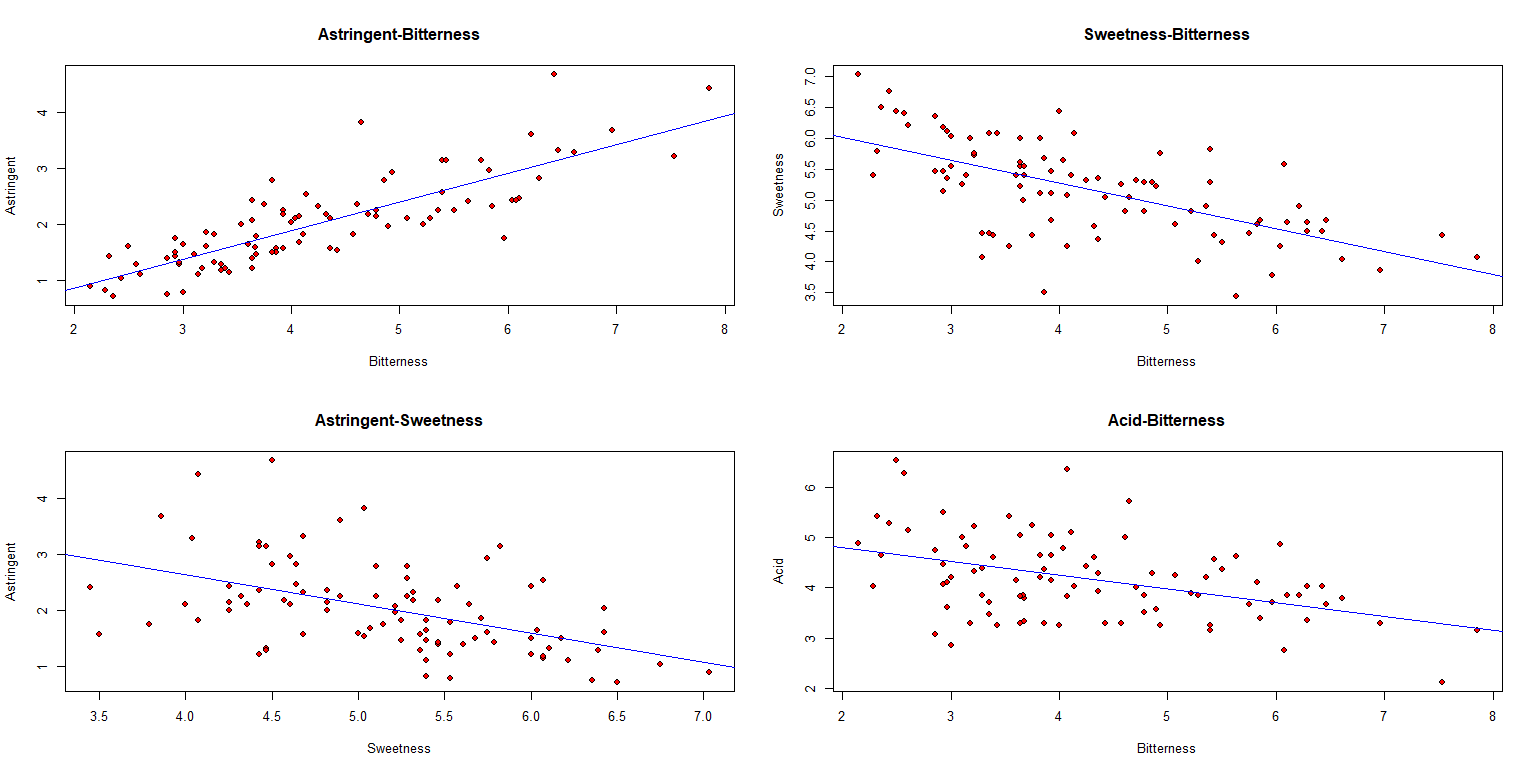 Astringent-Bitterness
Astringent
4
3
2
1
2 3 4 5 6 7 8
Bitterness
Sweetness-Bitterness
Sweetness
7.0
6.5
6.0
5.5
5.0
4.5
4.0
3.5
2 3 4 5 6 7 8
Bitterness
Astringent-Sweetness
Astringent
4
3
2
1
3.5 4.0 4.5 5.0 5.5 6.0 6.5 7.0
Sweetness
Acid-Bitterness
Acid
6
5
4
3
2
2 3 4 5 6 7 8
Bitterness